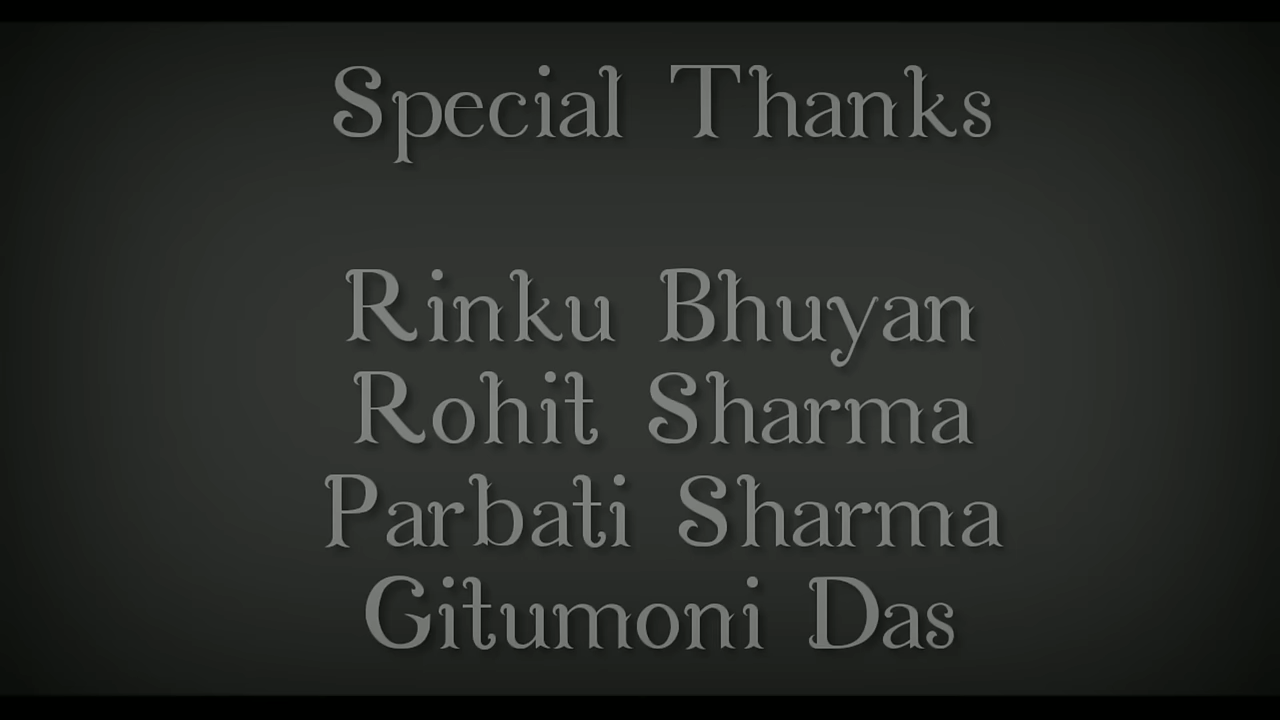 Special Thanks
Rinku Bhuyan
Rohit Sharma
Parbati Sharma
Gitumoni Das